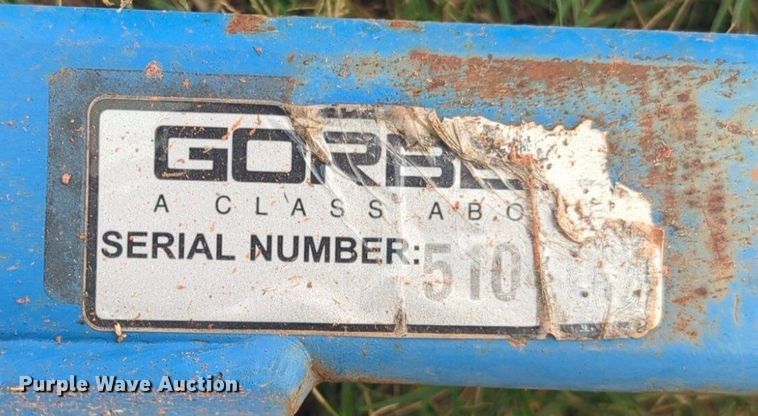 GORBE
A CLASS ABO
SERIAL NUMBER: 510
Purple Wave Auction